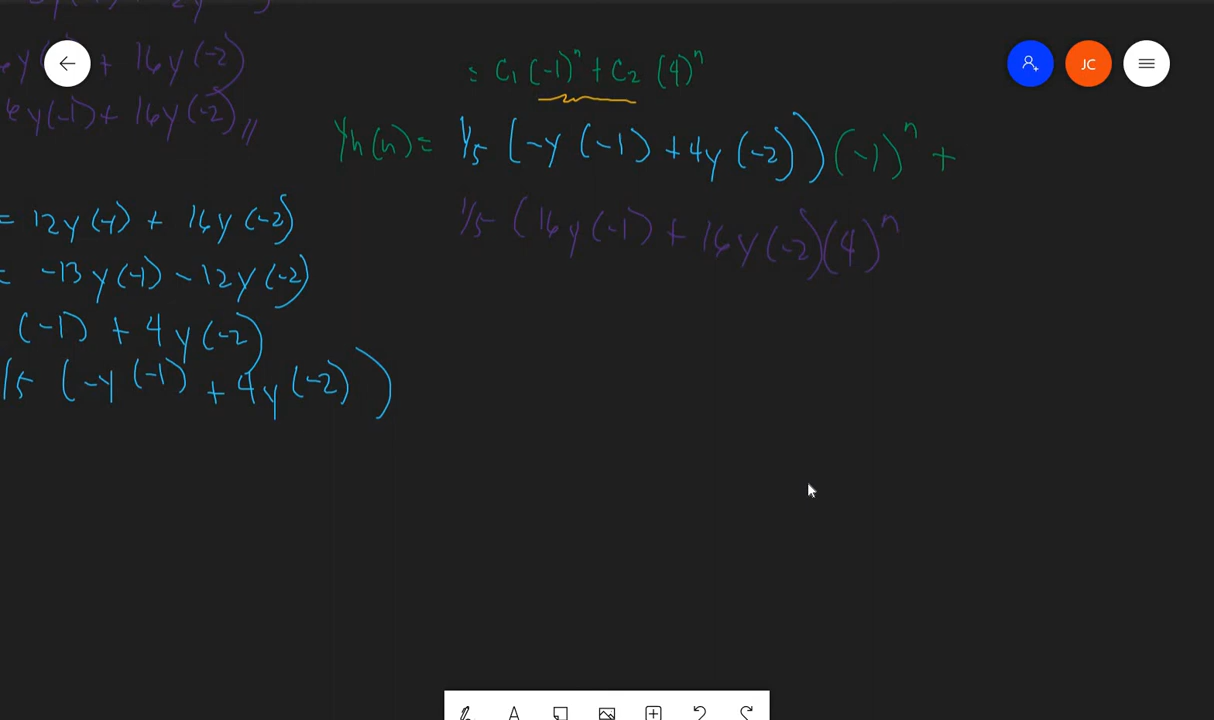 y(-1) + 16y(-2)
y(-1) + 16y(-2)//
= 12y(-1) + 16y(-2)
= -13y(-1) - 12y(-2)
(-1) + 4y(-2)
/5 (-y(-1) + 4y(-2))
= C1 (-1)^n + C2 (4)^n
yh(n) = 1/5 (-y(-1) + 4y(-2))(-1)^n +
1/5 (16y(-1) + 16y(-2)(4)^n
JC
A